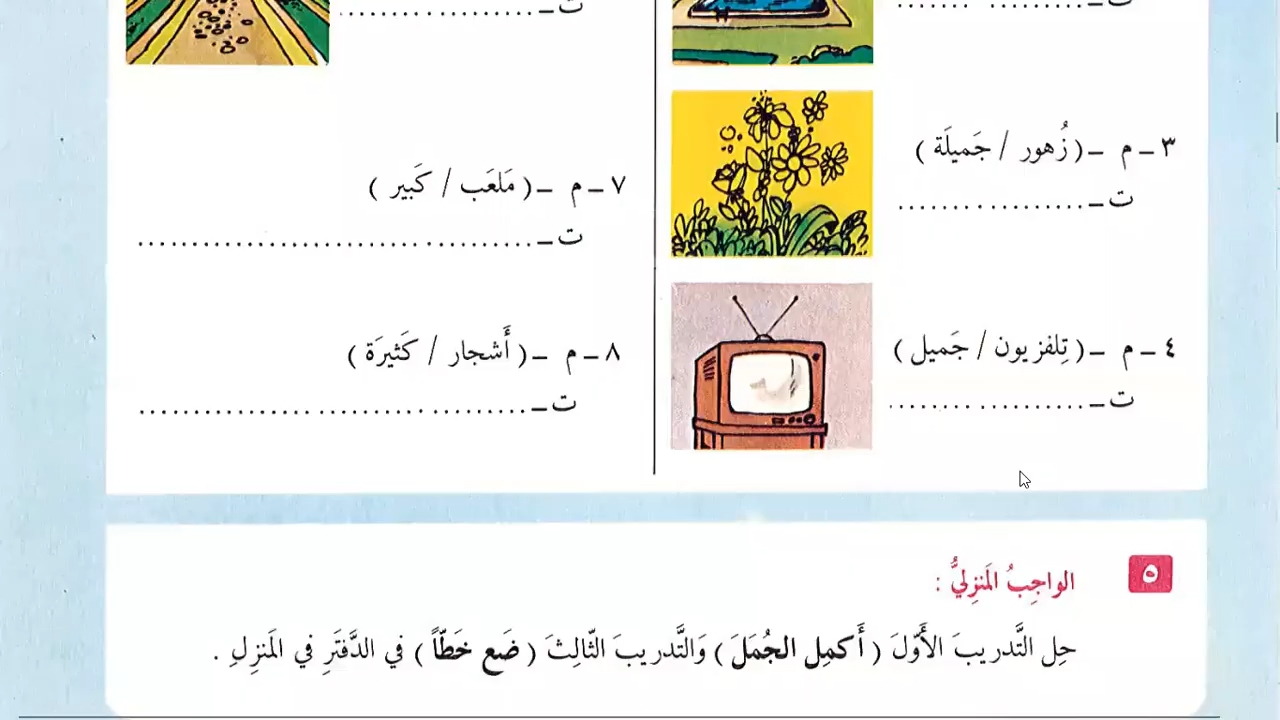 ت ـ ....................
ت ـ ....................
٣ ـ م ـ ( زُهور / جَميلَة )
ت ـ ....................
٤ ـ م ـ ( تِلفزيون / جَميل )
ت ـ ....................
٧ ـ م ـ ( مَلعَب / كَبير )
ت ـ ........................................
٨ ـ م ـ ( أَشجار / كَثيرَة )
ت ـ ........................................
٥
الواجِبُ المَنزِليُّ :
حِل التَّدريبَ الأَوّلَ ( أَكمِل الجُمَلَ ) وَالتَّدريبَ الثّالِثَ ( ضَع خَطّاً ) في الدَّفتَرِ في المَنزِلِ .